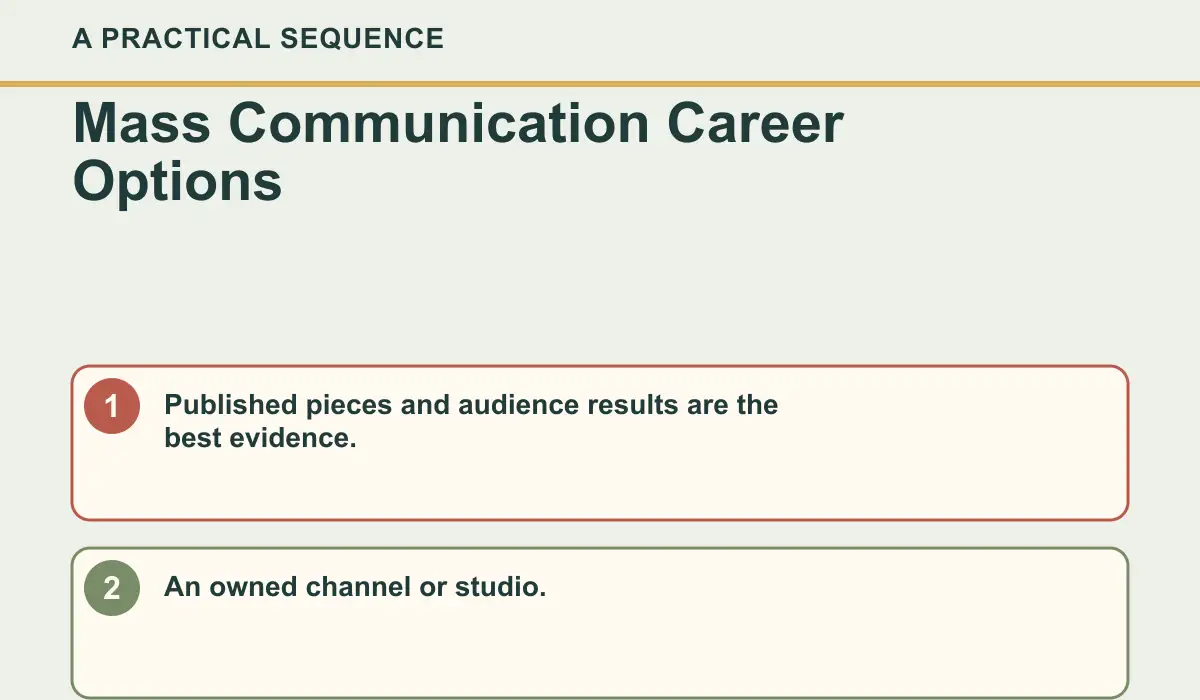 A PRACTICAL SEQUENCE
Mass Communication Career
Options
1
Published pieces and audience results are the
best evidence.
2
An owned channel or studio.